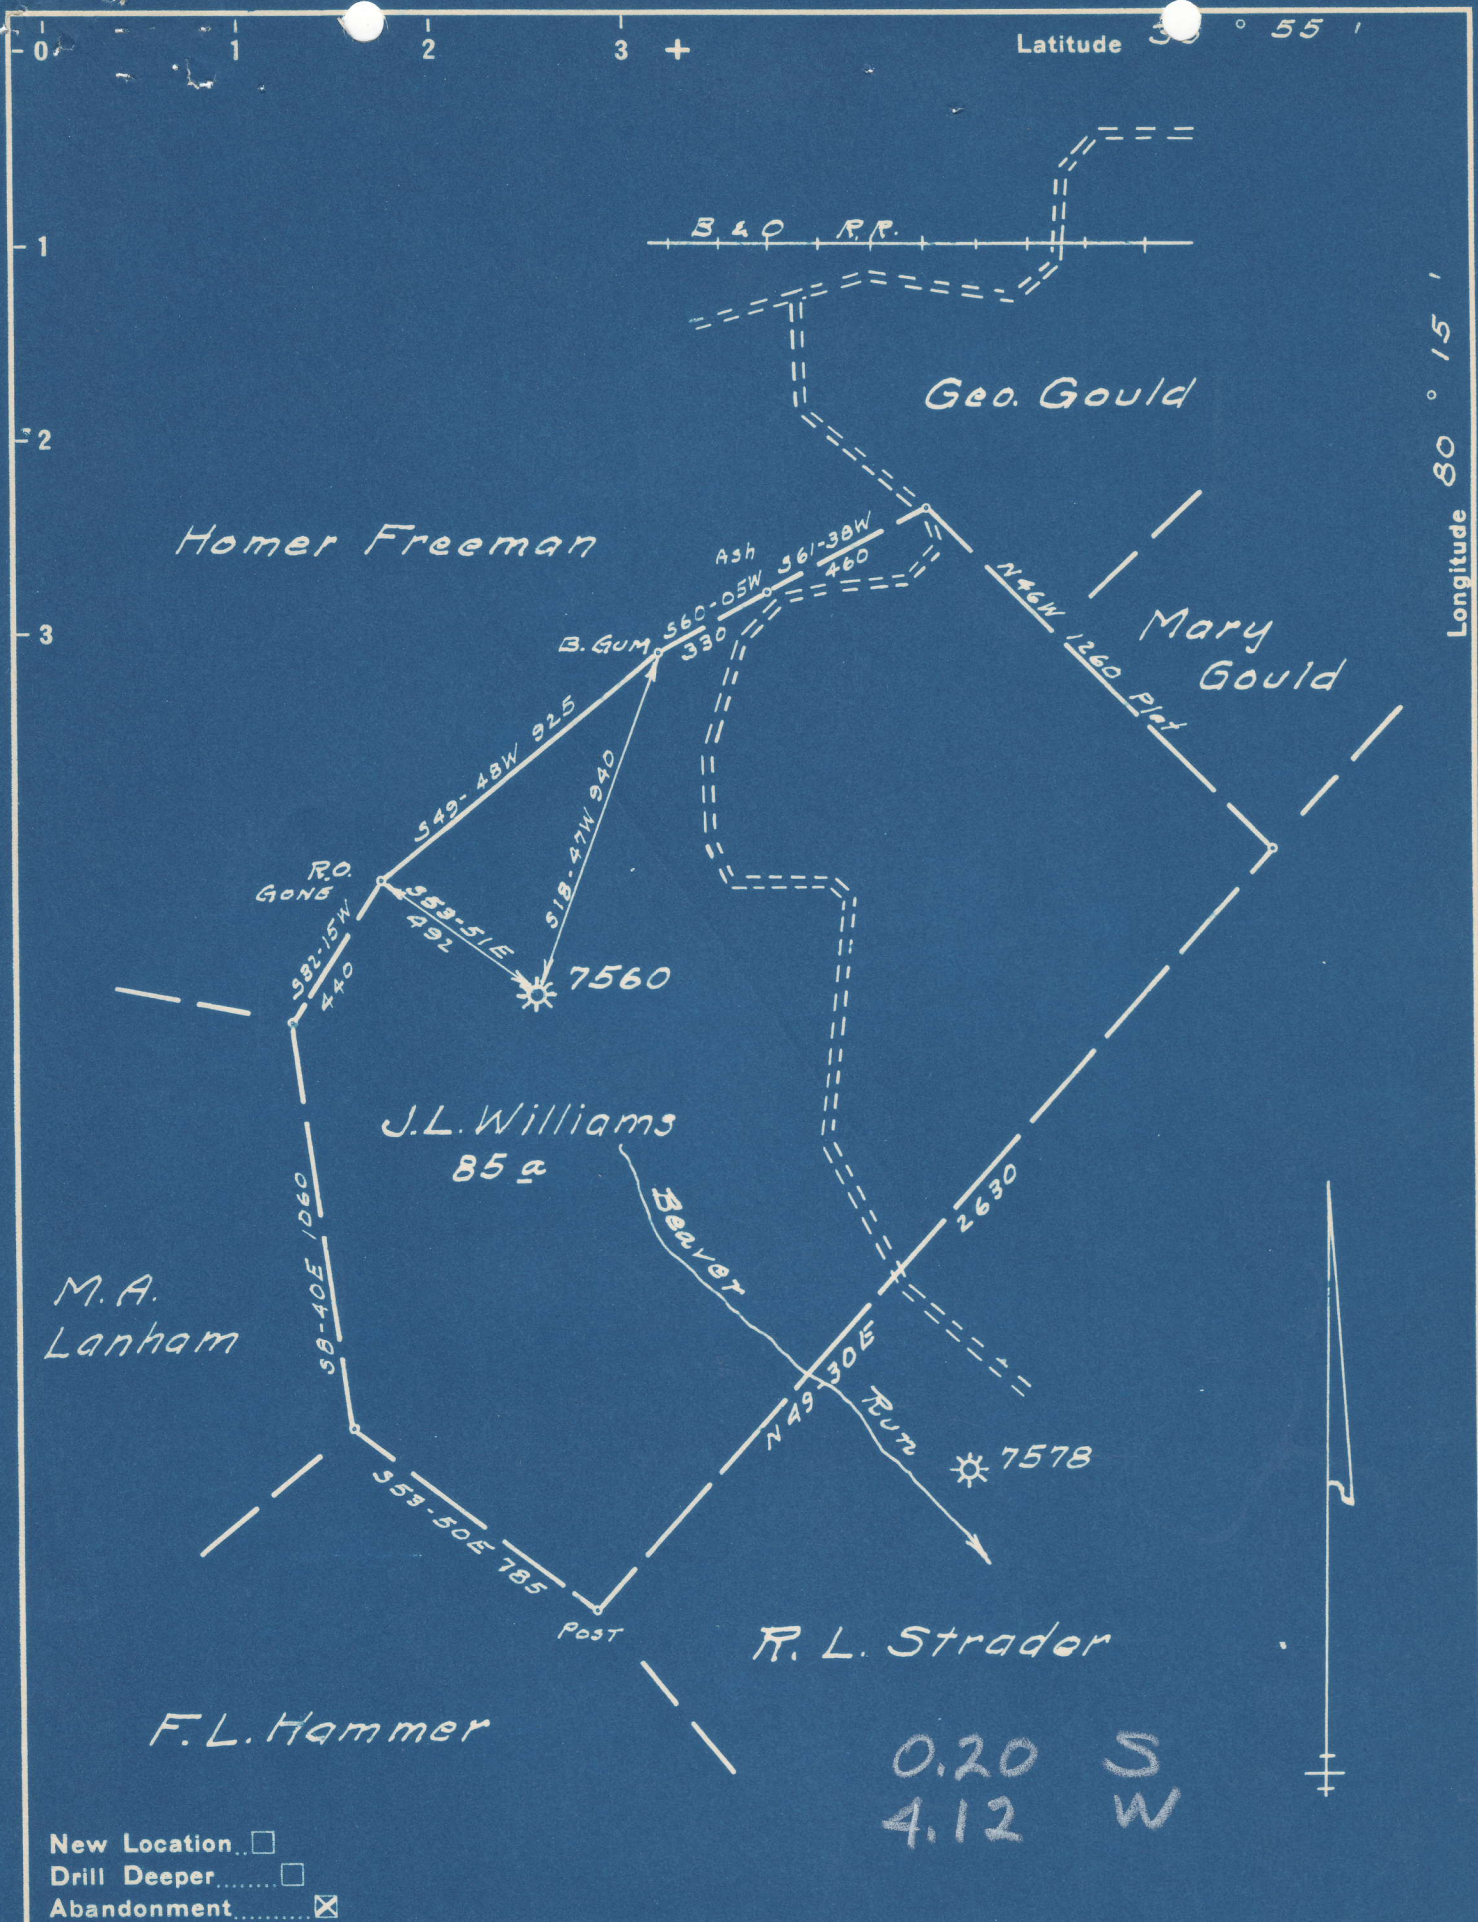 0 1 2 3 +
Latitude 38 ° 55 '
1
2
3
Longitude 80 ° 15 '
B & O R.R.
Geo. Gould
Homer Freeman
Ash
S61-38W
460
S60-05W
330
B. GUM
N46W 1260 Plat
Mary
Gould
S49-48W 925
S18-47W 940
R.O.
GONE
S53-51E
492
S32-15W
440
7560
J.L. Williams
85 a
Beaver
Run
2630
N49-30E
S8-40E 1060
M.A.
Lanham
7578
S53-50E 785
POST
R. L. Strader
F. L. Hammer
0.20 S
4.12 W
New Location..
Drill Deeper.......
Abandonment.........